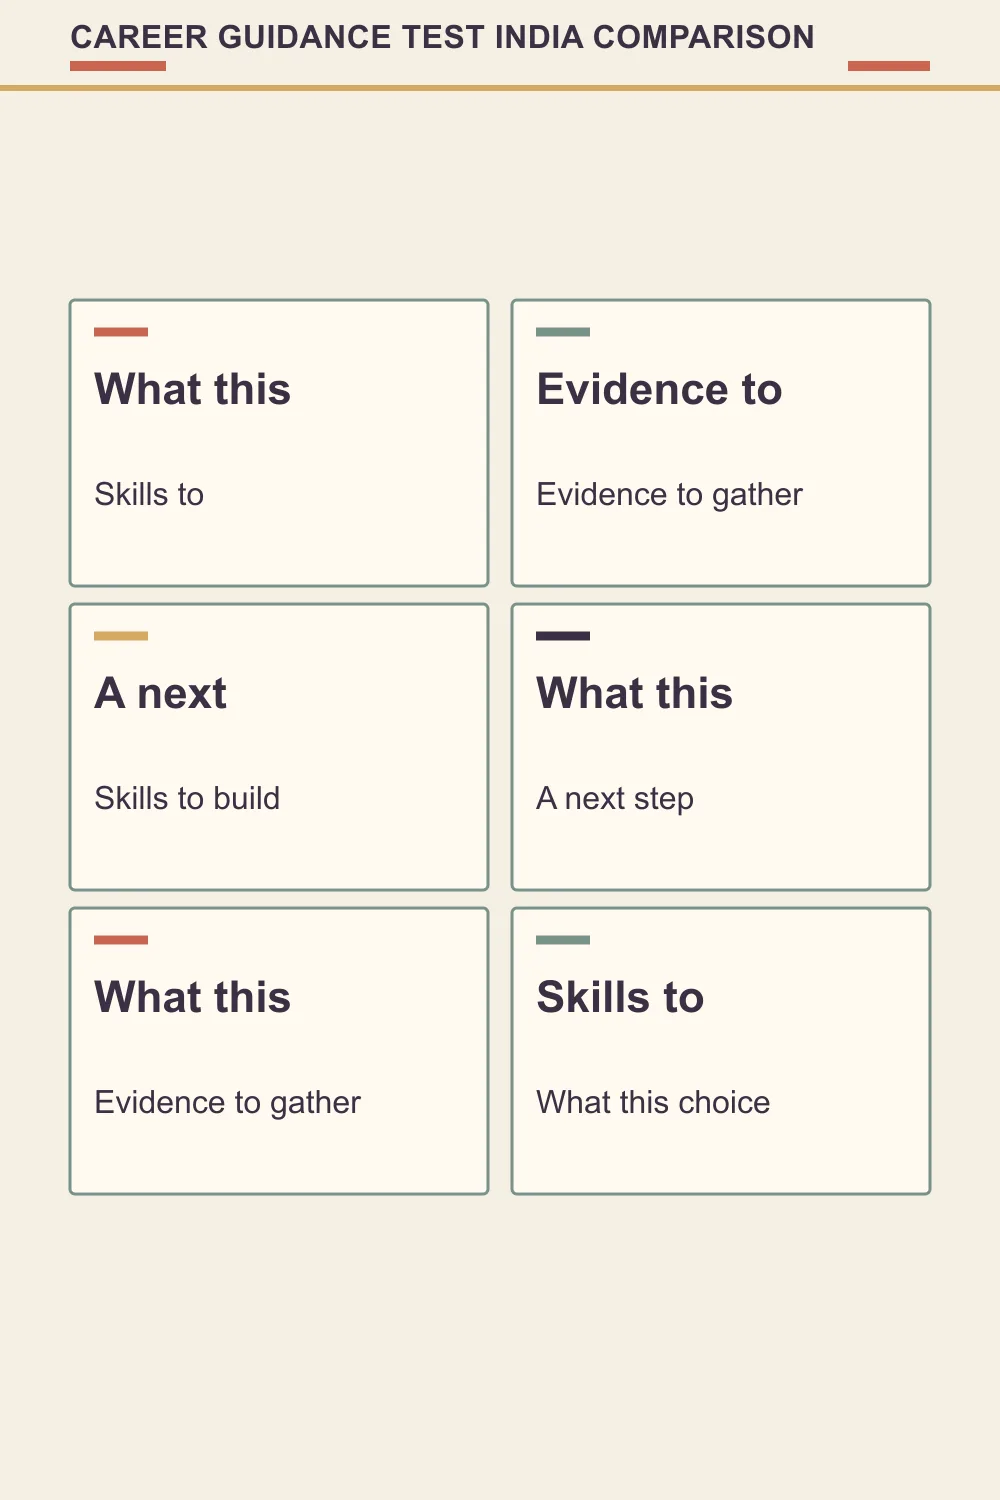 CAREER GUIDANCE TEST INDIA COMPARISON
What this
Skills to
Evidence to
Evidence to gather
A next
Skills to build
What this
A next step
What this
Evidence to gather
Skills to
What this choice